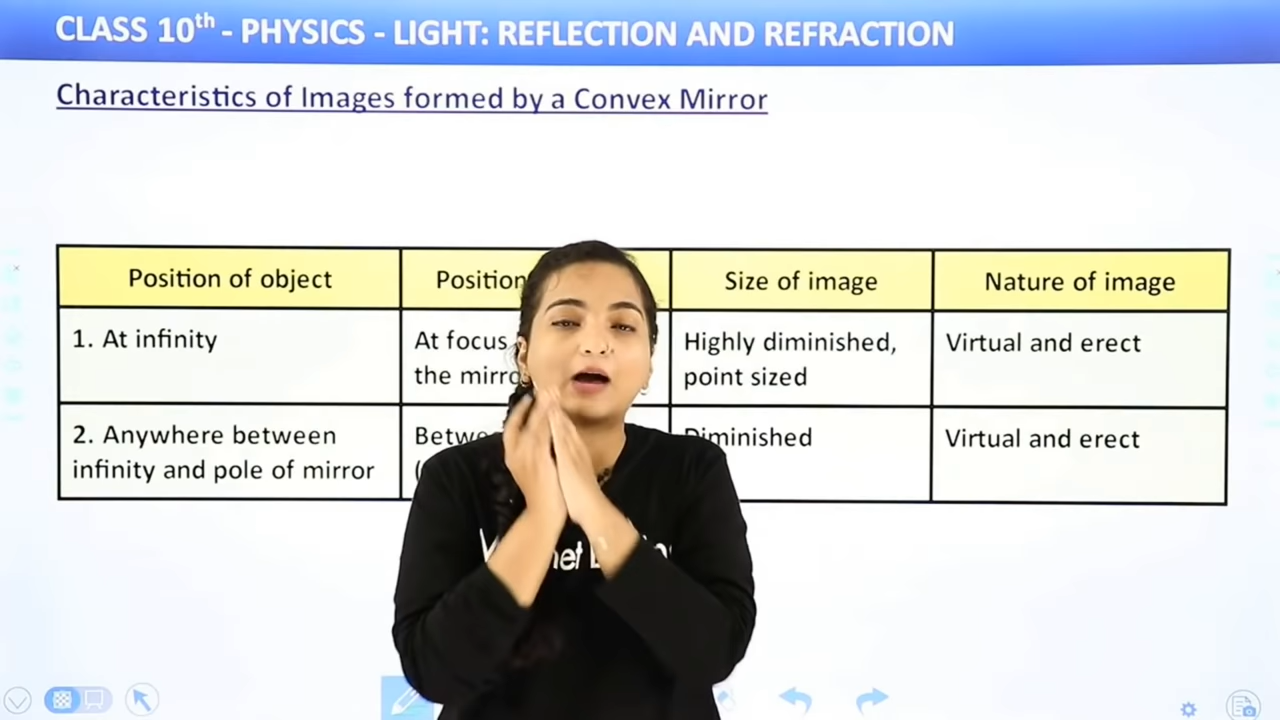 CLASS 10th - PHYSICS - LIGHT: REFLECTION AND REFRACTION
Characteristics of Images formed by a Convex Mirror
Position of object
Position
Size of image
Nature of image
1. At infinity
At focus
the
Highly diminished,
point sized
Virtual and erect
2. Anywhere between
infinity and pole of mirror
Diminished
Virtual and erect